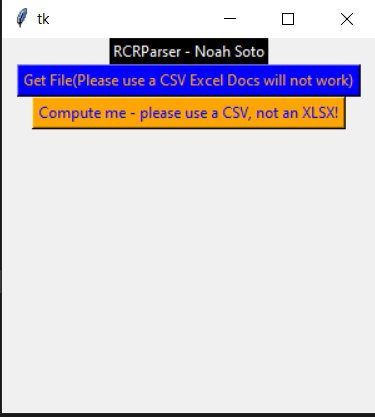 tk
RCRParser - Noah Soto
Get File(Please use a CSV Excel Docs will not work)
Compute me - please use a CSV, not an XLSX!